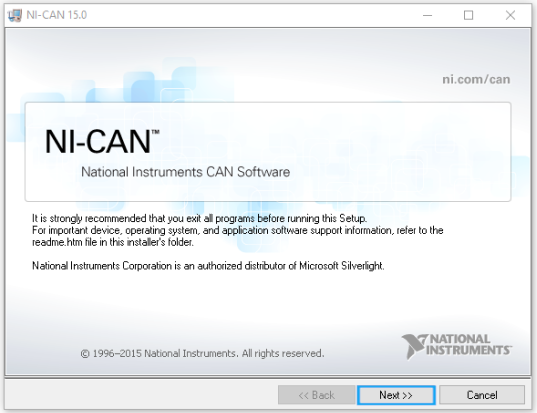 NI-CAN 15.0
ni.com/can
NI-CAN™
National Instruments CAN Software
It is strongly recommended that you exit all programs before running this Setup.
For important device, operating system, and application software support information, refer to the
readme.htm file in this installer's folder.
National Instruments Corporation is an authorized distributor of Microsoft Silverlight.
© 1996–2015 National Instruments. All rights reserved.
NATIONAL
INSTRUMENTS™
<< Back
Next >>
Cancel